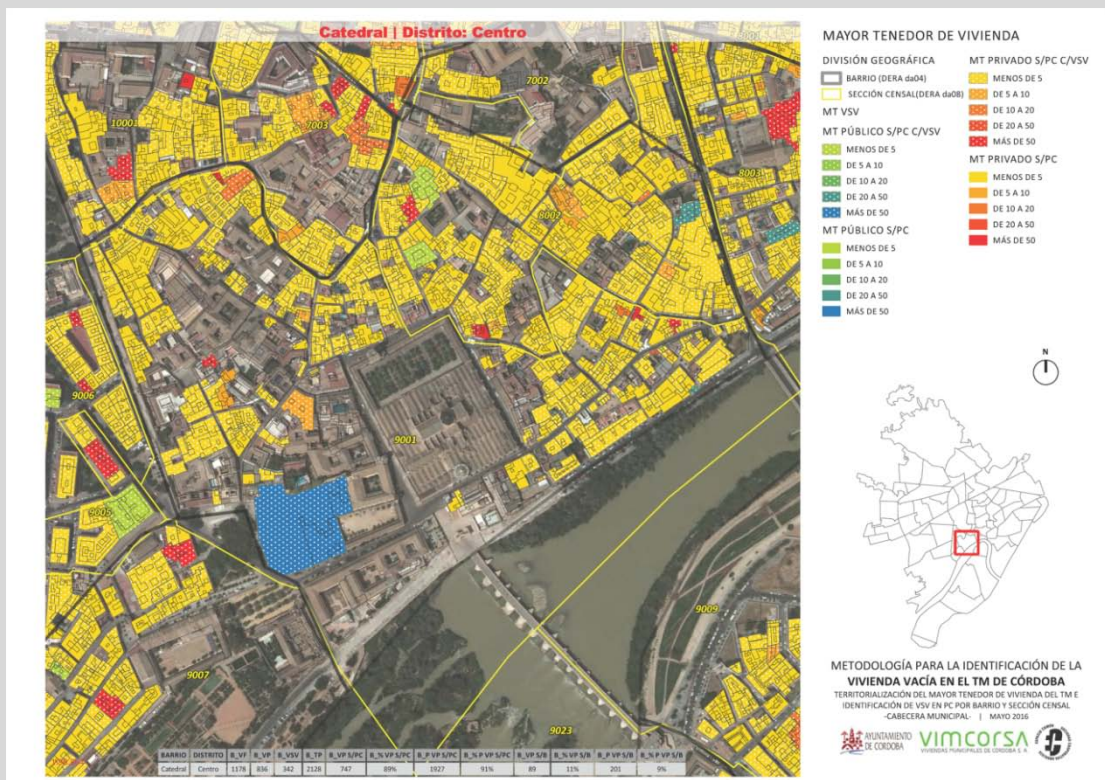 Catedral | Distrito: Centro
7002
10001
7003
8003
8002
9006
9001
9005
9009
9007
9023
BARRIO DISTRITO B_VF B_VP B_VSV B_TP B_VP S/PC B_% VP S/PC B_P VP S/PC B_% P VP S/PC B_VP S/B B_% VP S/B B_P VP S/B B_% P VP S/B
Catedral Centro 1178 836 342 2128 747 89% 1927 91% 89 11% 201 9%
MAYOR TENEDOR DE VIVIENDA
DIVISIÓN GEOGRÁFICA
BARRIO (DERA da04)
SECCIÓN CENSAL(DERA da08)
MT VSV
MT PÚBLICO S/PC C/VSV
MENOS DE 5
DE 5 A 10
DE 10 A 20
DE 20 A 50
MÁS DE 50
MT PÚBLICO S/PC
MENOS DE 5
DE 5 A 10
DE 10 A 20
DE 20 A 50
MÁS DE 50
MT PRIVADO S/PC C/VSV
MENOS DE 5
DE 5 A 10
DE 10 A 20
DE 20 A 50
MÁS DE 50
MT PRIVADO S/PC
MENOS DE 5
DE 5 A 10
DE 10 A 20
DE 20 A 50
MÁS DE 50
N
METODOLOGÍA PARA LA IDENTIFICACIÓN DE LA
VIVIENDA VACÍA EN EL TM DE CÓRDOBA
TERRITORIALIZACIÓN DEL MAYOR TENEDOR DE VIVIENDA DEL TM E
IDENTIFICACIÓN DE VSV EN PC POR BARRIO Y SECCIÓN CENSAL
-CABECERA MUNICIPAL- | MAYO 2016
AYUNTAMIENTO
DE CÓRDOBA
VIMCORSA
VIVIENDAS MUNICIPALES DE CÓRDOBA S.A.